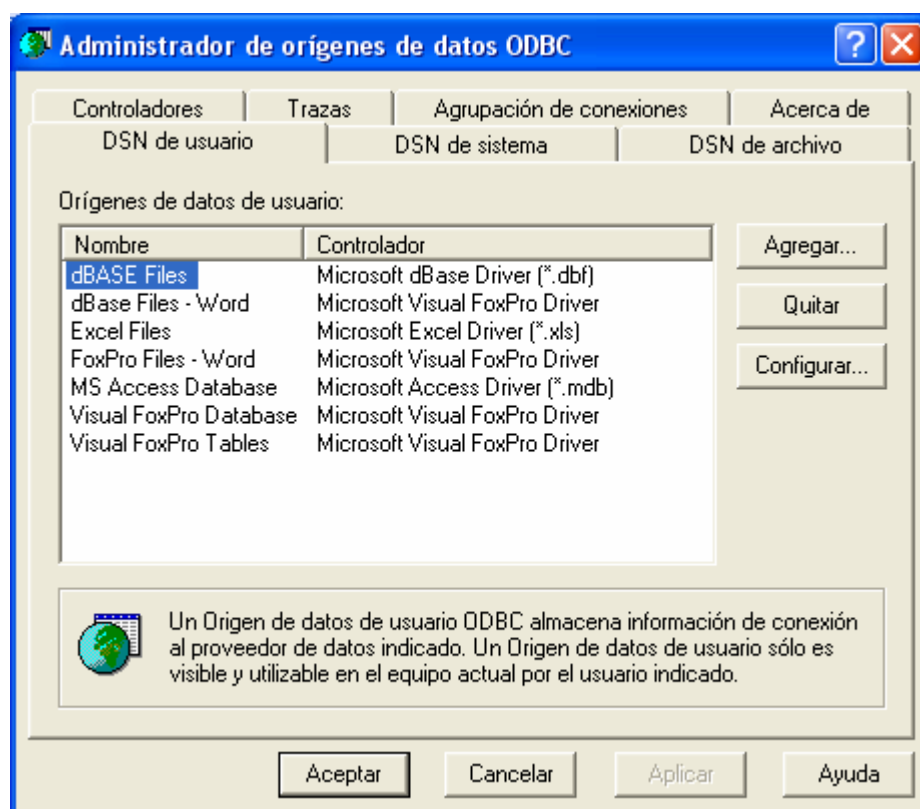 Administrador de orígenes de datos ODBC
Controladores Trazas Agrupación de conexiones Acerca de
DSN de usuario DSN de sistema DSN de archivo
Orígenes de datos de usuario:
Nombre Controlador
dBASE Files Microsoft dBase Driver (*.dbf)
dBase Files - Word Microsoft Visual FoxPro Driver
Excel Files Microsoft Excel Driver (*.xls)
FoxPro Files - Word Microsoft Visual FoxPro Driver
MS Access Database Microsoft Access Driver (*.mdb)
Visual FoxPro Database Microsoft Visual FoxPro Driver
Visual FoxPro Tables Microsoft Visual FoxPro Driver
Agregar...
Quitar
Configurar...
Un Origen de datos de usuario ODBC almacena información de conexión
al proveedor de datos indicado. Un Origen de datos de usuario sólo es
visible y utilizable en el equipo actual por el usuario indicado.
Aceptar Cancelar Aplicar Ayuda